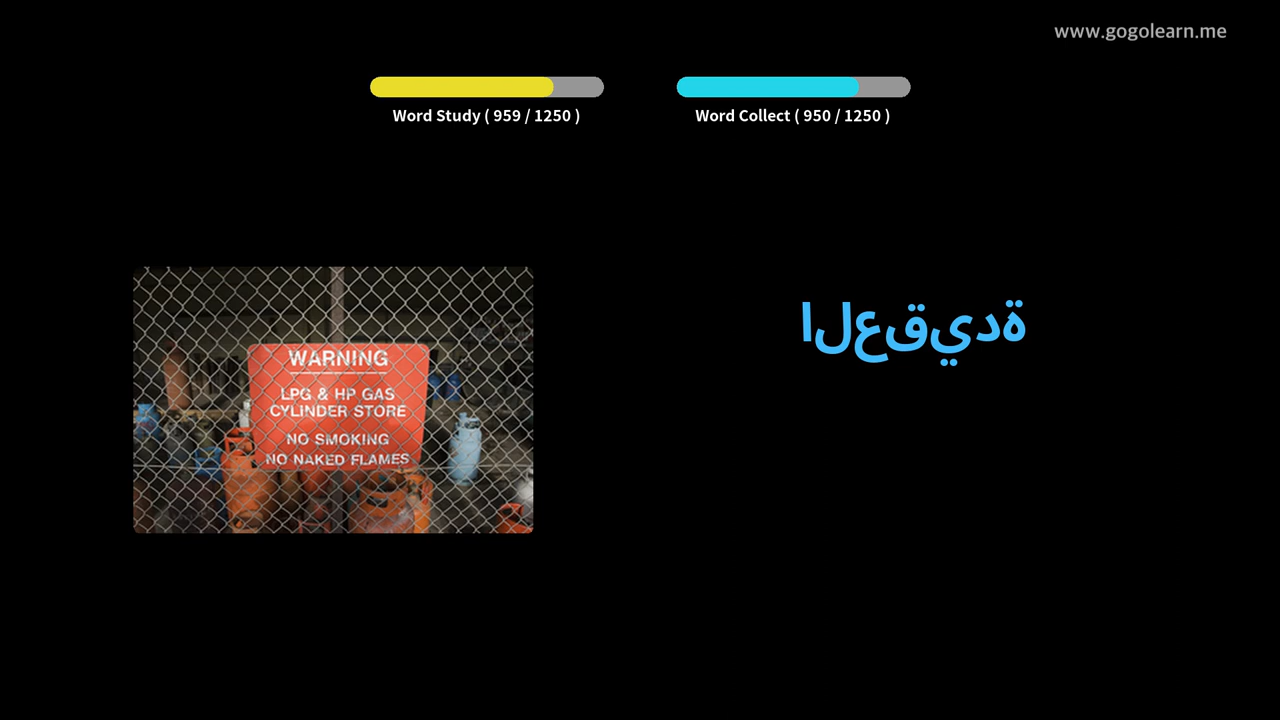 www.gogolearn.me
Word Study ( 959 / 1250 )
Word Collect ( 950 / 1250 )
العقيدة
WARNING
LPG & HP GAS
CYLINDER STORE
NO SMOKING
NO NAKED FLAMES